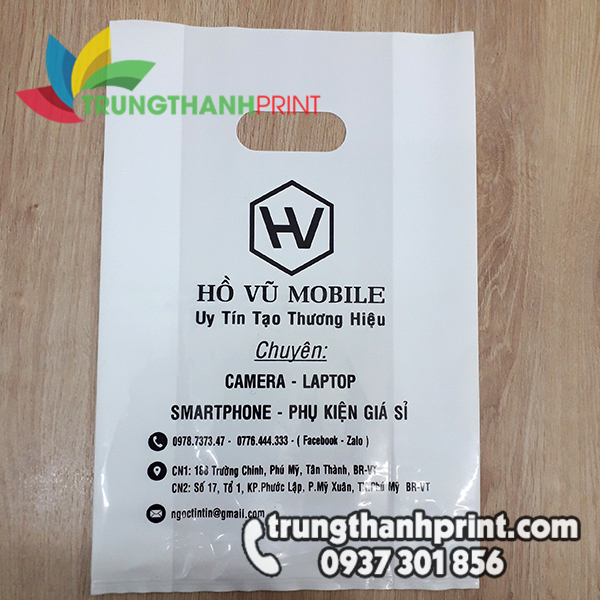 TRUNGTHANHPRINT
HV
HỒ VŨ MOBILE
Uy Tín Tạo Thương Hiệu
Chuyên:
CAMERA - LAPTOP
SMARTPHONE - PHỤ KIỆN GIÁ SỈ
0978.7373.47 - 0776.444.333 - ( Facebook - Zalo )
CN1: 168 Trường Chinh, Phú Mỹ, Tân Thành, BR-VT
CN2: Số 17, Tổ 1, KP.Phước Lập, P.Mỹ Xuân, TX.Phú Mỹ BR-VT
ngoctintin@gmail.com
trungthanhprint.com
0937 301 856